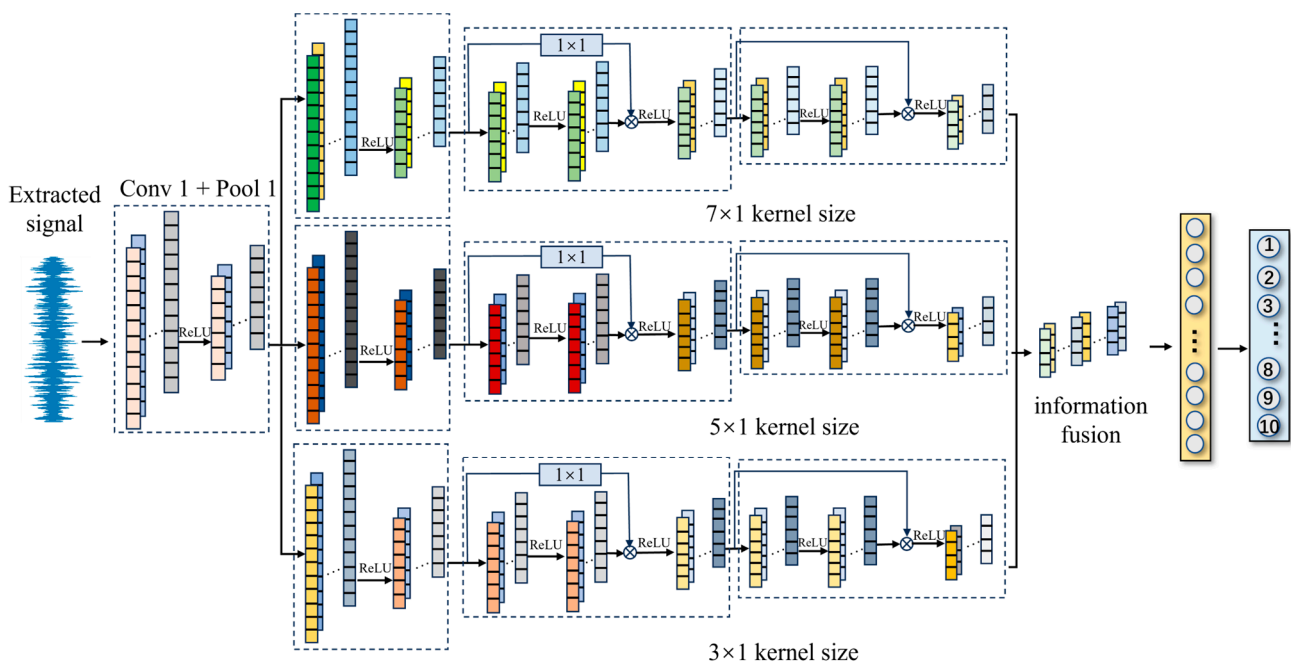 Extracted
signal
Conv 1 + Pool 1
ReLU
ReLU
1×1
ReLU
ReLU
ReLU
ReLU
7×1 kernel size
ReLU
1×1
ReLU
ReLU
ReLU
ReLU
5×1 kernel size
ReLU
1×1
ReLU
ReLU
ReLU
ReLU
3×1 kernel size
information
fusion
1
2
3
8
9
10